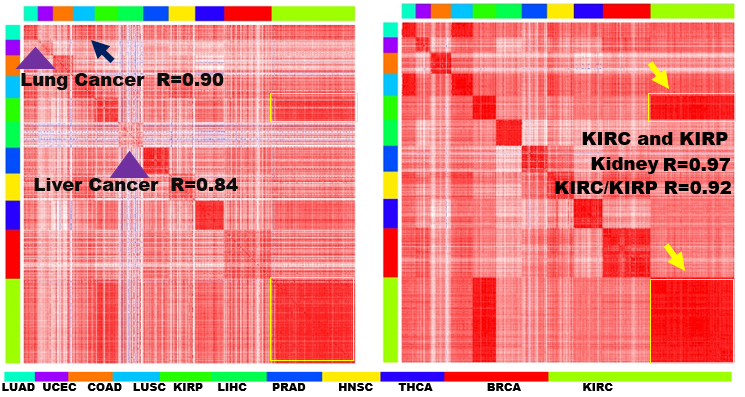 Lung Cancer R=0.90
Liver Cancer R=0.84
KIRC and KIRP
Kidney R=0.97
KIRC/KIRP R=0.92
LUAD UCEC COAD LUSC KIRP LIHC PRAD HNSC THCA BRCA KIRC